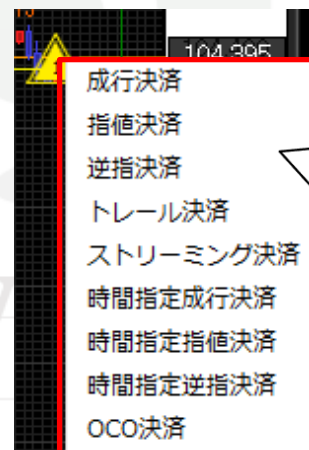 104.395
成行決済
指値決済
逆指決済
トレール決済
ストリーミング決済
時間指定成行決済
時間指定指値決済
時間指定逆指決済
OCO決済